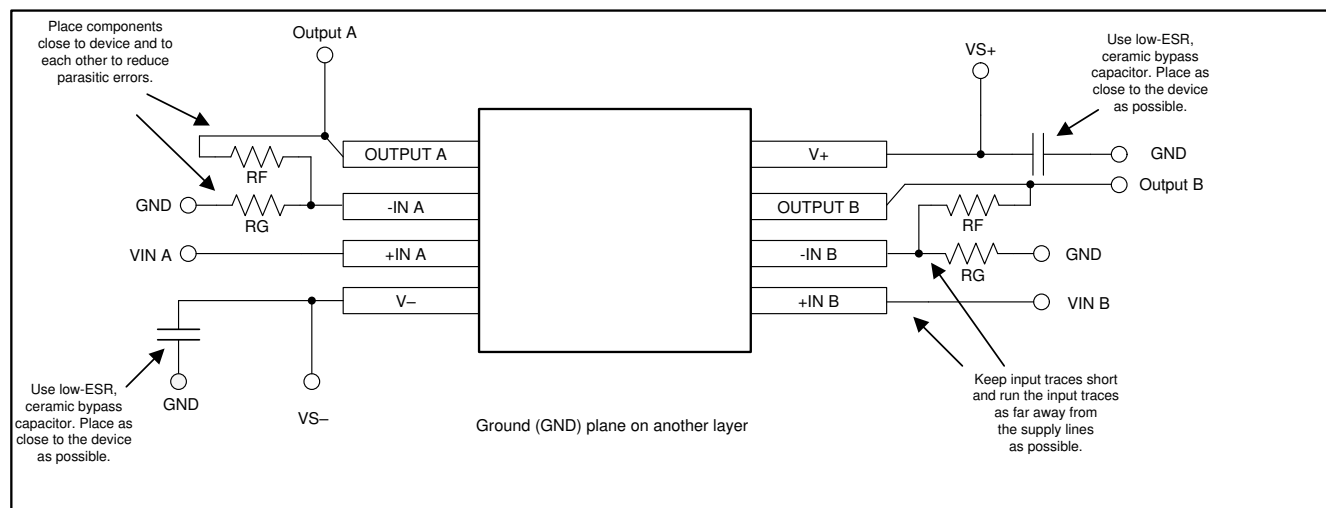 Place components
close to device and to
each other to reduce
parasitic errors.
Output A
VS+
Use low-ESR,
ceramic bypass
capacitor. Place as
close to the device
as possible.
OUTPUT A
V+
GND
RF
Output B
GND
-IN A
OUTPUT B
RG
RF
VIN A
+IN A
-IN B
GND
RG
V–
+IN B
VIN B
Use low-ESR,
ceramic bypass
capacitor. Place as
close to the device
as possible.
GND
VS–
Ground (GND) plane on another layer
Keep input traces short
and run the input traces
as far away from
the supply lines
as possible.